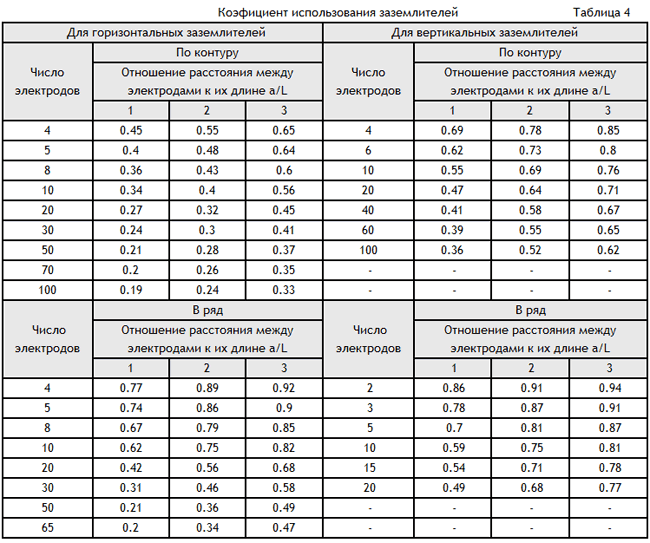 Коэфициент использования заземлителей Таблица 4
Для горизонтальных заземлителей Для вертикальных заземлителей
Число электродов По контуру Число электродов По контуру
Отношение расстояния между электродами к их длине a/L Отношение расстояния между электродами к их длине a/L
1 2 3 1 2 3
4 0.45 0.55 0.65 4 0.69 0.78 0.85
5 0.4 0.48 0.64 6 0.62 0.73 0.8
8 0.36 0.43 0.6 10 0.55 0.69 0.76
10 0.34 0.4 0.56 20 0.47 0.64 0.71
20 0.27 0.32 0.45 40 0.41 0.58 0.67
30 0.24 0.3 0.41 60 0.39 0.55 0.65
50 0.21 0.28 0.37 100 0.36 0.52 0.62
70 0.2 0.26 0.35 - - - -
100 0.19 0.24 0.33 - - - -
Число электродов В ряд Число электродов В ряд
Отношение расстояния между электродами к их длине a/L Отношение расстояния между электродами к их длине a/L
1 2 3 1 2 3
4 0.77 0.89 0.92 2 0.86 0.91 0.94
5 0.74 0.86 0.9 3 0.78 0.87 0.91
8 0.67 0.79 0.85 5 0.7 0.81 0.87
10 0.62 0.75 0.82 10 0.59 0.75 0.81
20 0.42 0.56 0.68 15 0.54 0.71 0.78
30 0.31 0.46 0.58 20 0.49 0.68 0.77
50 0.21 0.36 0.49 - - - -
65 0.2 0.34 0.47 - - - -